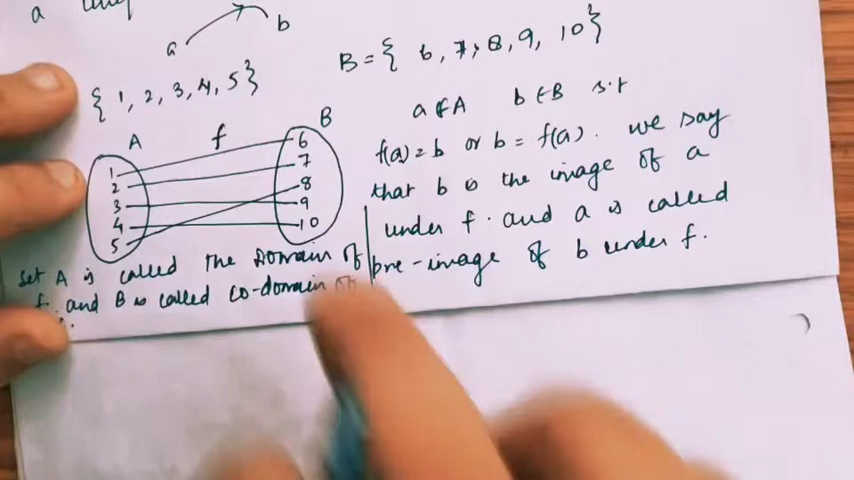 a
a b
{ 1, 2, 3, 4, 5 }
B = { 6, 7, 8, 9, 10 }
A f B
1 6
2 7
3 8
4 9
5 10
Set A is called the Domain of
f. and B is called co-domain of
f.
a ∈ A b ∈ B s.t
f(a) = b or b = f(a). we say
that b is the image of a
under f. and a is called
pre-image of b under f.